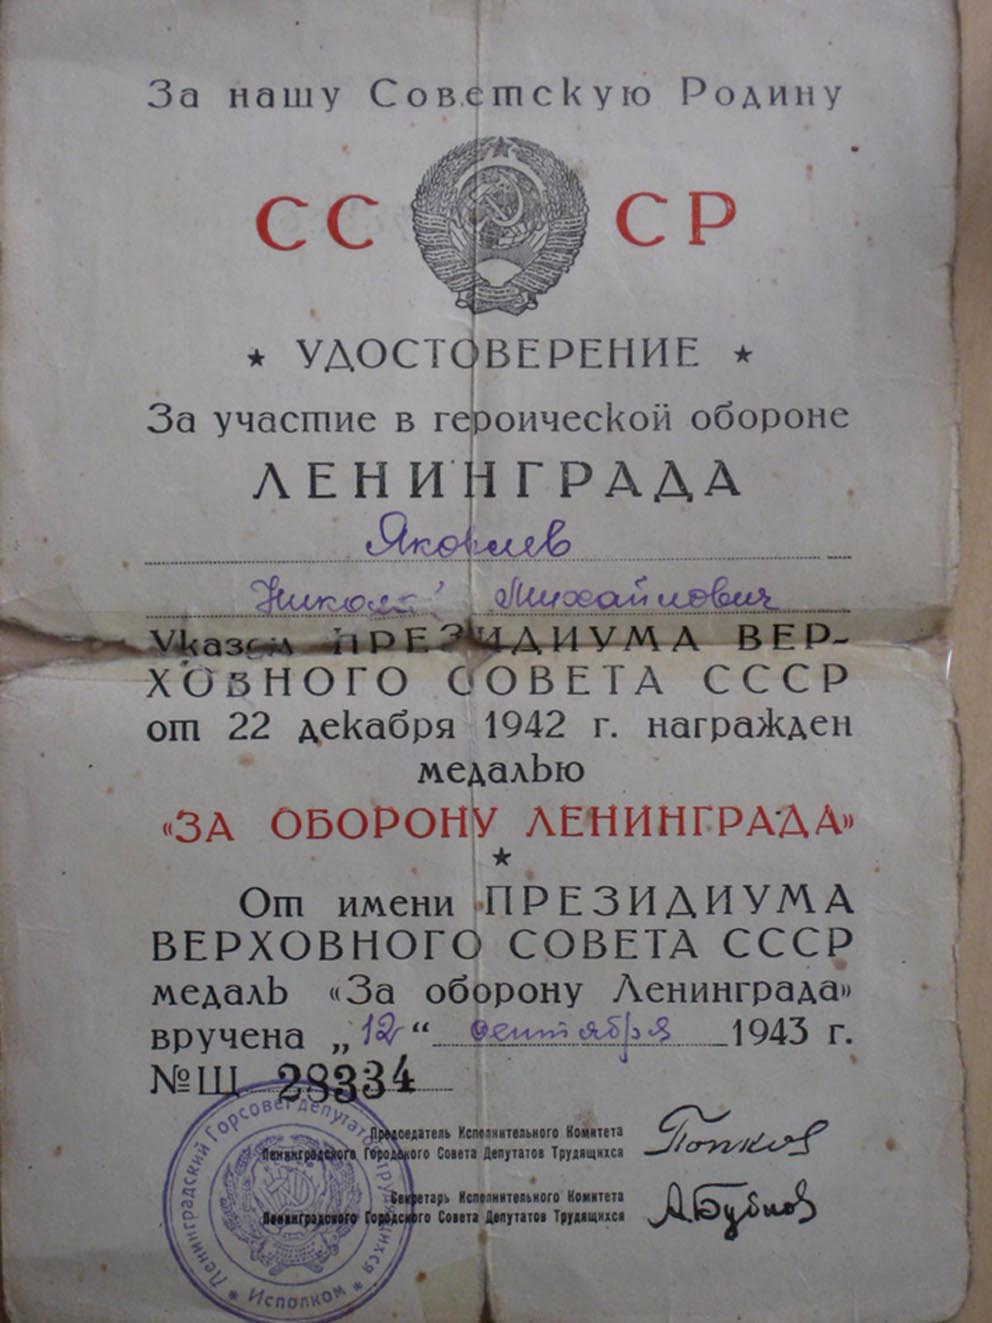 За нашу Советскую Родину
СС СР
★ УДОСТОВЕРЕНИЕ ★
За участие в героической обороне
ЛЕНИНГРАДА
Яковлев
Николай Михайлович
Указом ПРЕЗИДИУМА ВЕР-
ХОВНОГО СОВЕТА СССР
от 22 декабря 1942 г. награжден
медалью
«ЗА ОБОРОНУ ЛЕНИНГРАДА»
★
От имени ПРЕЗИДИУМА
ВЕРХОВНОГО СОВЕТА СССР
медаль «За оборону Ленинграда»
вручена „12“ сентября 1943 г.
№ Щ 28334
Председатель Исполнительного Комитета
Ленинградского Городского Совета Депутатов Трудящихся
Попков
Секретарь Исполнительного Комитета
Ленинградского Городского Совета Депутатов Трудящихся
А Бубнов
Ленинградский Горсовет депутатов трудящихся
★ Исполком ★